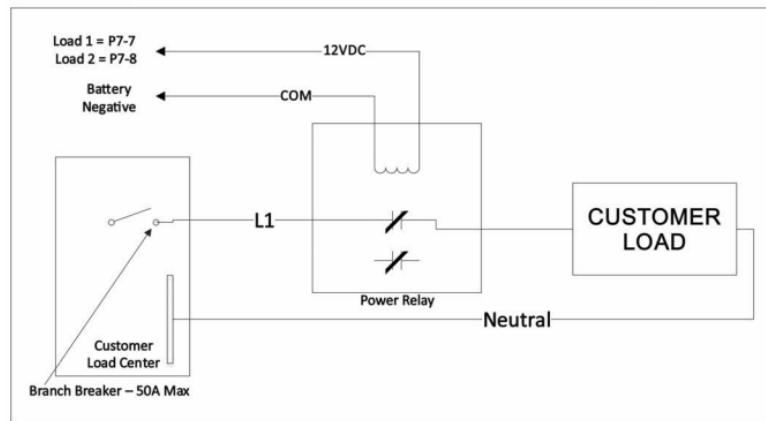 Load 1 = P7-7
Load 2 = P7-8
12VDC
Battery
Negative
COM
L1
CUSTOMER
LOAD
Power Relay
Neutral
Customer
Load Center
Branch Breaker – 50A Max